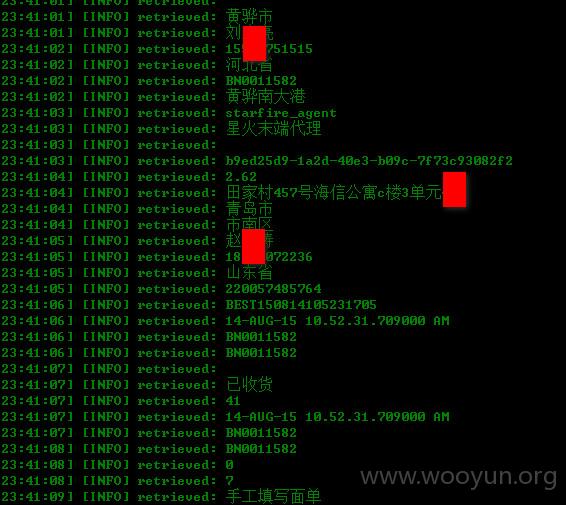 23:41:01] [INFO] retrieved:
23:41:01] [INFO] retrieved: 黄骅市
23:41:01] [INFO] retrieved: 刘
23:41:02] [INFO] retrieved: 15 751515
23:41:02] [INFO] retrieved: 河北省
23:41:02] [INFO] retrieved: BN0011582
23:41:02] [INFO] retrieved: 黄骅南大港
23:41:03] [INFO] retrieved: starfire_agent
23:41:03] [INFO] retrieved: 星火末端代理
23:41:03] [INFO] retrieved:
23:41:03] [INFO] retrieved: b9ed25d9-1a2d-40e3-b09c-7f73c93082f2
23:41:04] [INFO] retrieved: 2.62
23:41:04] [INFO] retrieved: 田家村457号海信公寓c楼3单元
23:41:04] [INFO] retrieved: 青岛市
23:41:04] [INFO] retrieved: 市南区
23:41:05] [INFO] retrieved: 赵
23:41:05] [INFO] retrieved: 18 072236
23:41:05] [INFO] retrieved: 山东省
23:41:05] [INFO] retrieved: 220057485764
23:41:06] [INFO] retrieved: BEST150814105231705
23:41:06] [INFO] retrieved: 14-AUG-15 10.52.31.709000 AM
23:41:06] [INFO] retrieved: BN0011582
23:41:06] [INFO] retrieved: BN0011582
23:41:07] [INFO] retrieved:
23:41:07] [INFO] retrieved: 已收货
23:41:07] [INFO] retrieved: 41
23:41:07] [INFO] retrieved: 14-AUG-15 10.52.31.709000 AM
23:41:07] [INFO] retrieved: BN0011582
23:41:08] [INFO] retrieved: BN0011582
23:41:08] [INFO] retrieved: 0
23:41:08] [INFO] retrieved: 7
23:41:09] [INFO] retrieved: 手工填写面单
www.wooyun.org